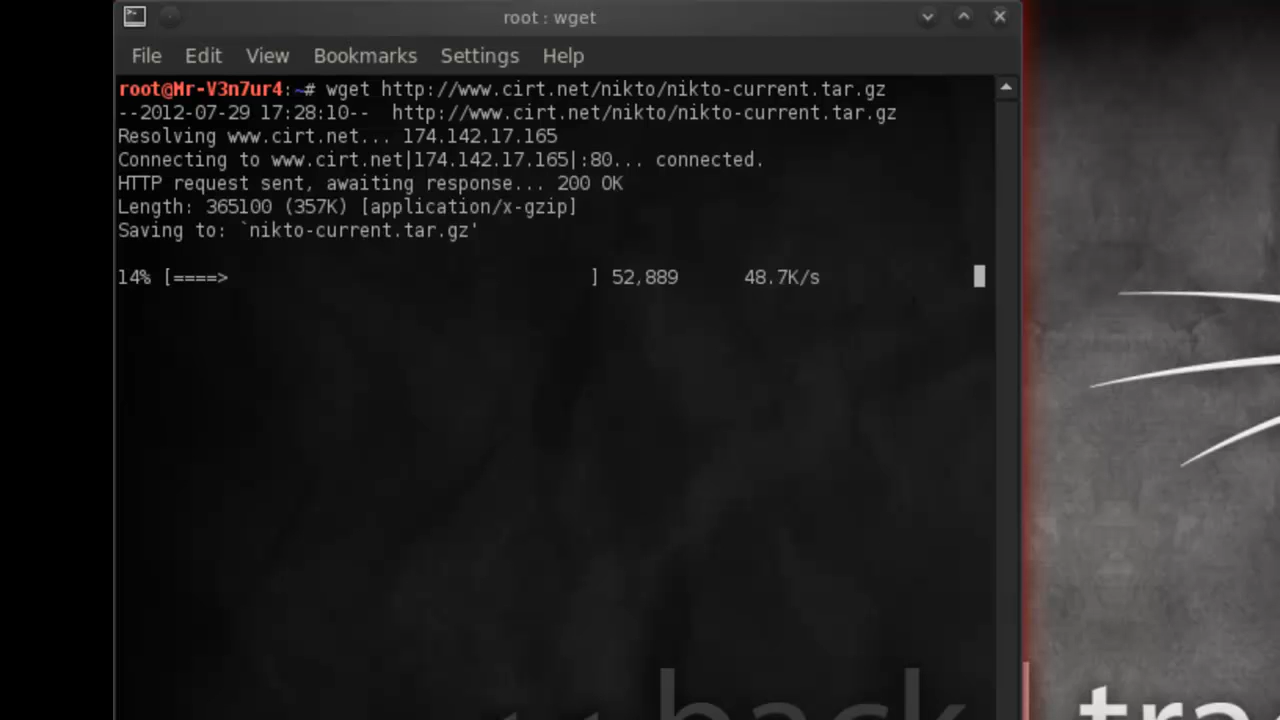 root : wget
File Edit View Bookmarks Settings Help
root@Mr-V3n7ur4:~# wget http://www.cirt.net/nikto/nikto-current.tar.gz
--2012-07-29 17:28:10--  http://www.cirt.net/nikto/nikto-current.tar.gz
Resolving www.cirt.net... 174.142.17.165
Connecting to www.cirt.net|174.142.17.165|:80... connected.
HTTP request sent, awaiting response... 200 OK
Length: 365100 (357K) [application/x-gzip]
Saving to: `nikto-current.tar.gz'
14% [====>                                 ] 52,889      48.7K/s
back | tra